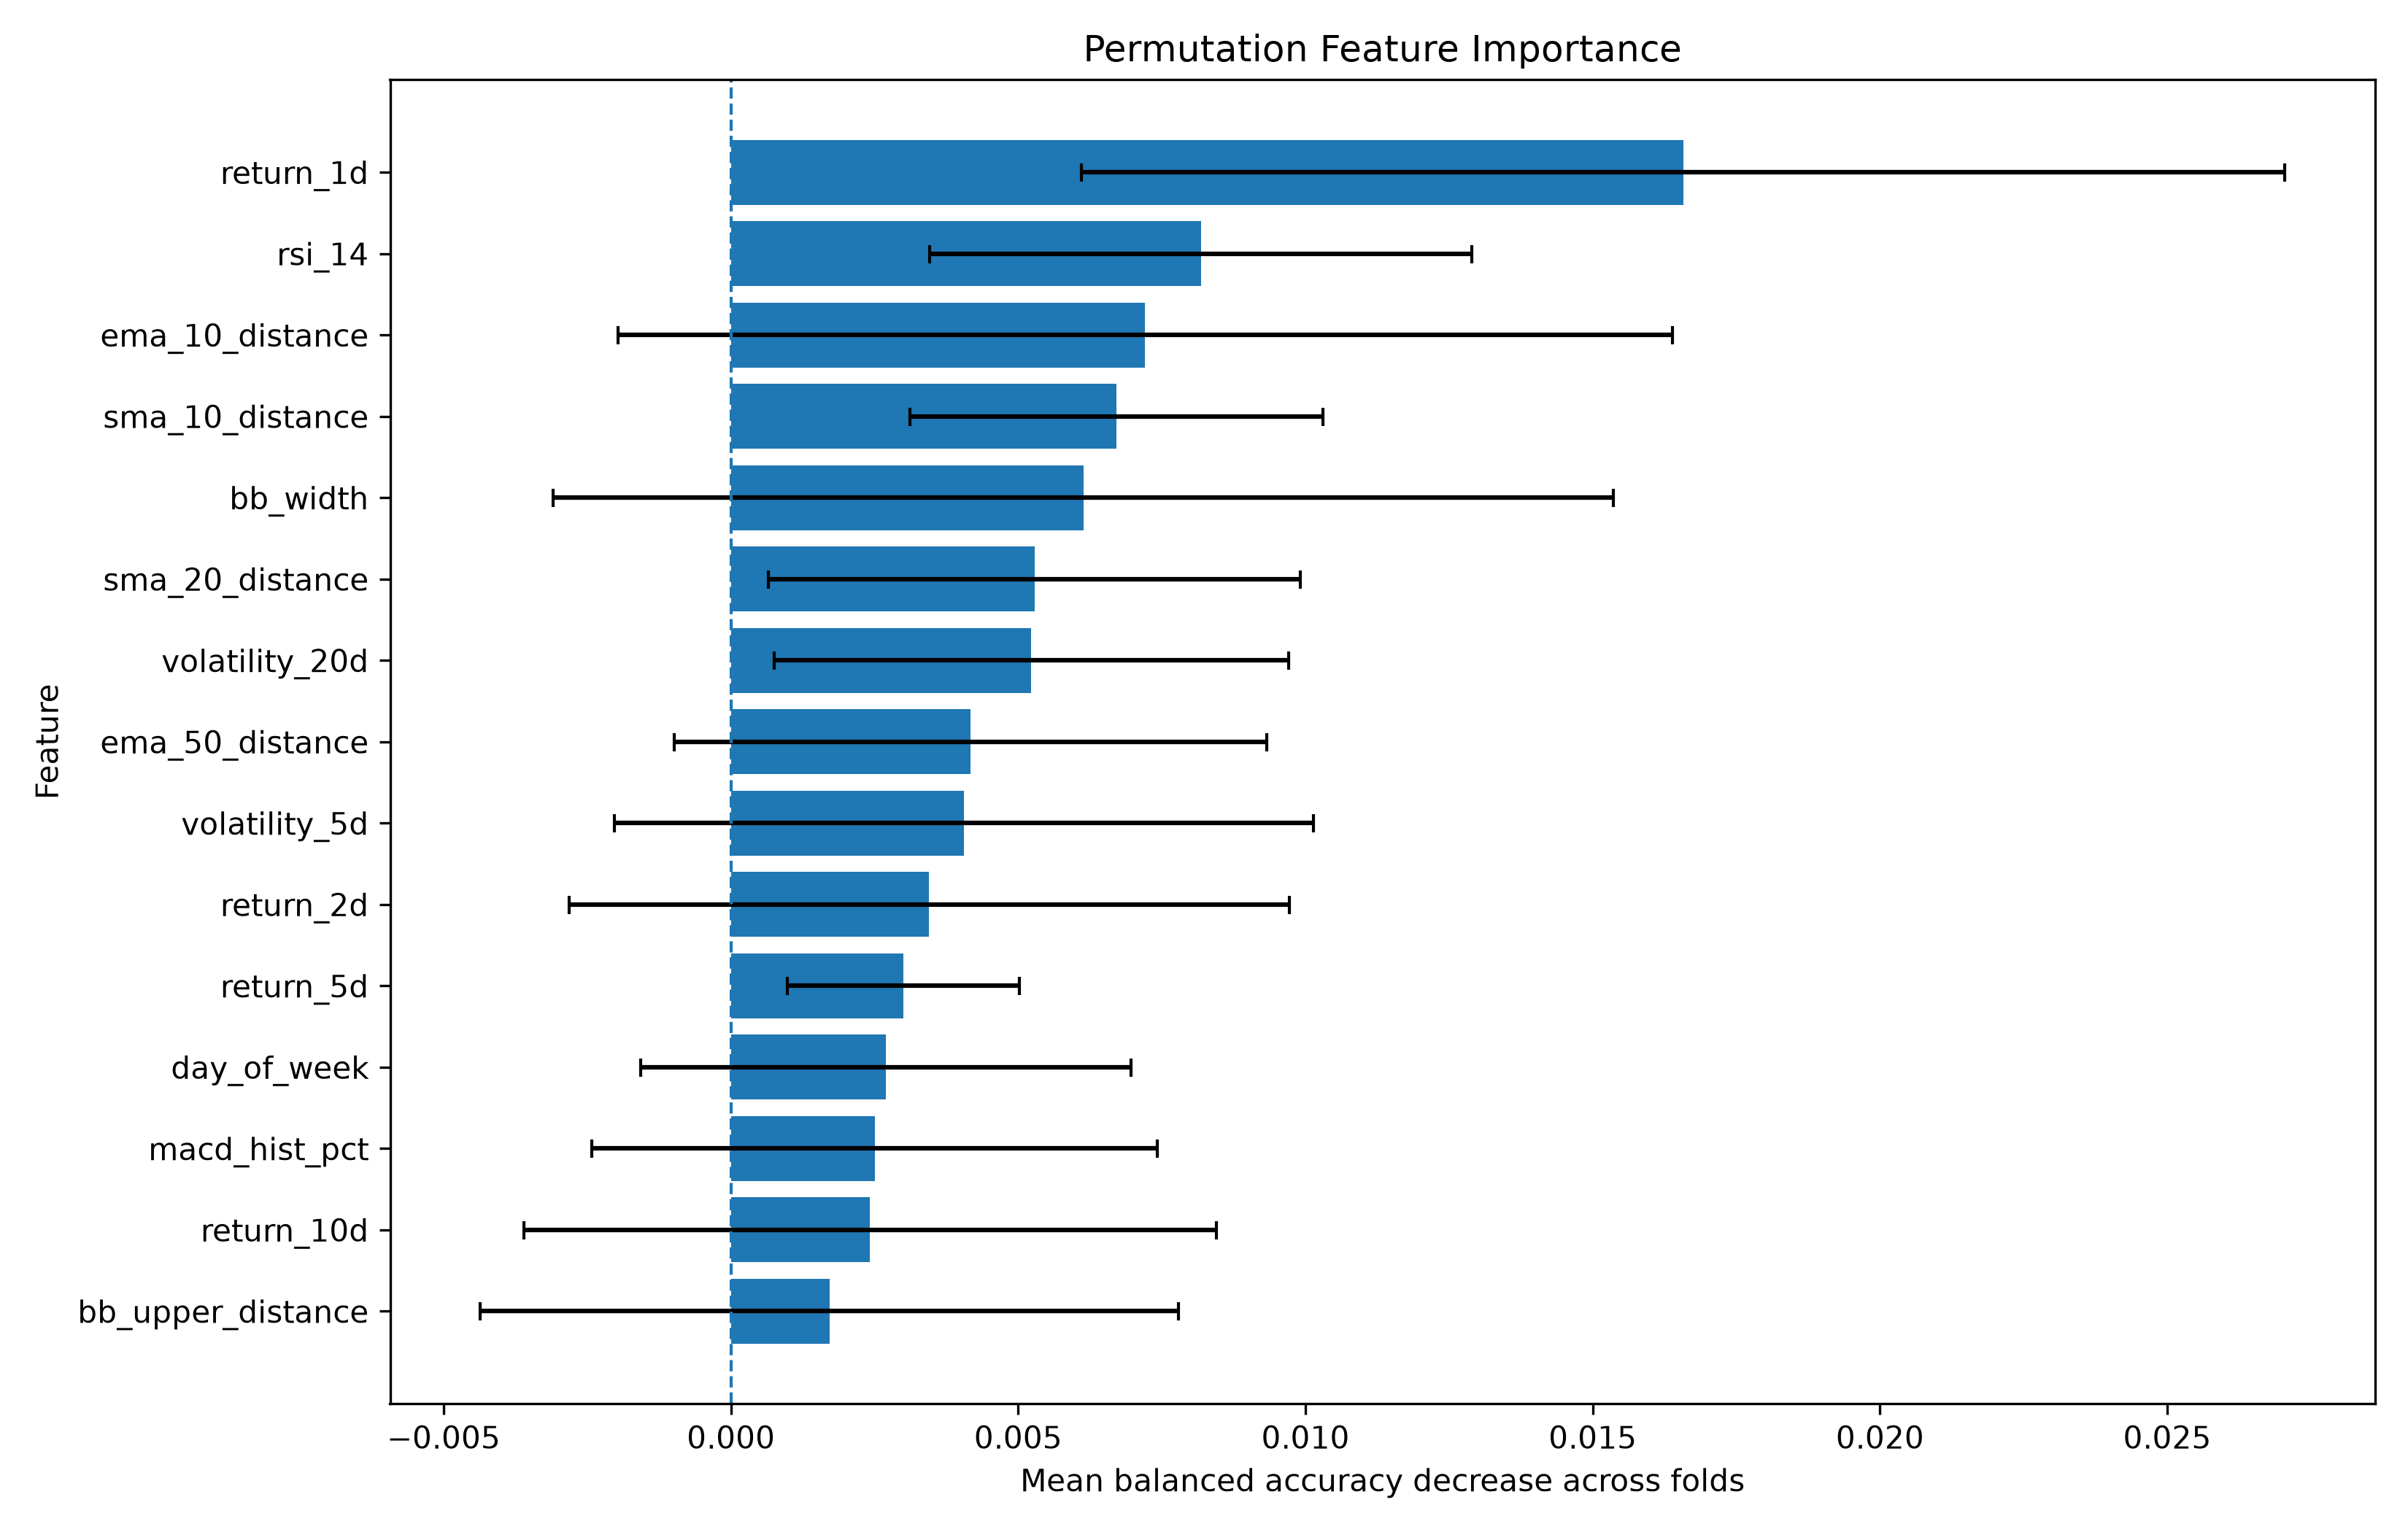 Permutation Feature Importance
return_1d
rsi_14
ema_10_distance
sma_10_distance
bb_width
sma_20_distance
volatility_20d
ema_50_distance
volatility_5d
return_2d
return_5d
day_of_week
macd_hist_pct
return_10d
bb_upper_distance
Feature
−0.005 0.000 0.005 0.010 0.015 0.020 0.025
Mean balanced accuracy decrease across folds